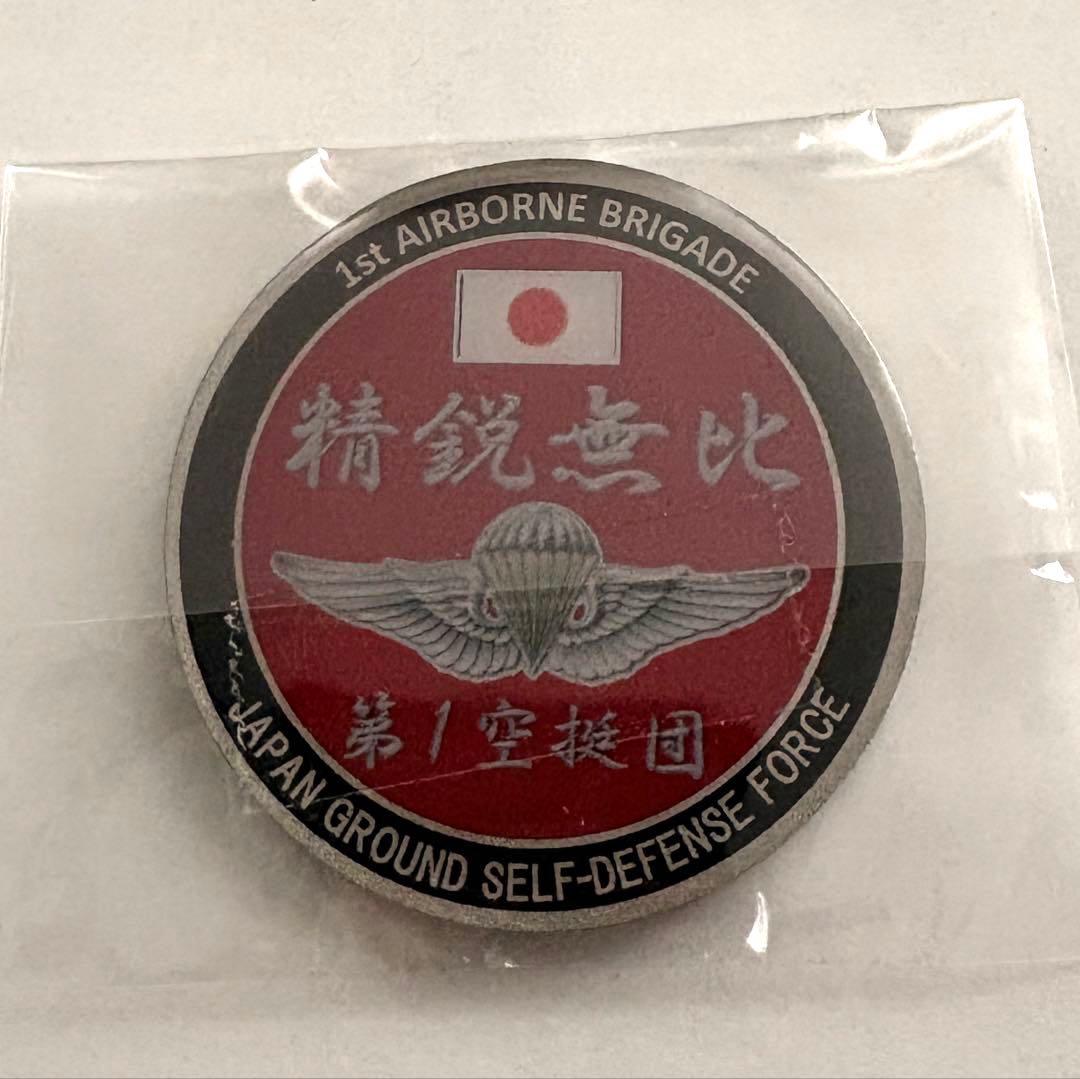 1st AIRBORNE BRIGADE
精鋭無比
第1空挺団
JAPAN GROUND SELF-DEFENSE FORCE